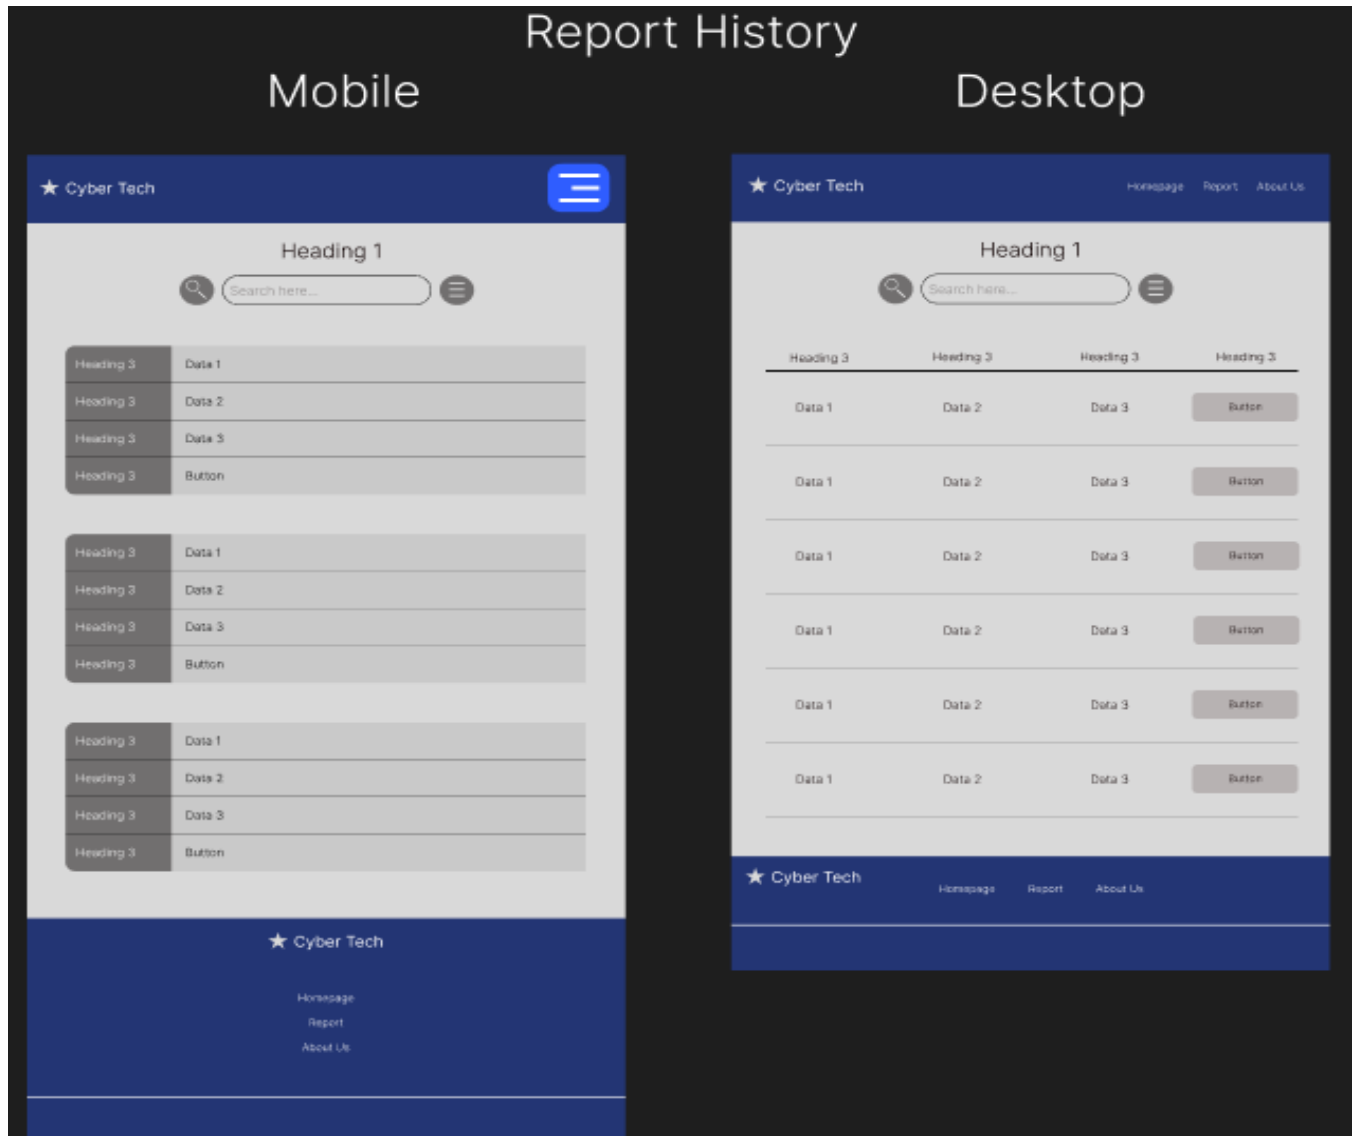 Report History
Mobile
Cyber Tech
Heading 1
Search here...
Heading 3 Data 1
Heading 3 Data 2
Heading 3 Data 3
Heading 3 Button
Heading 3 Data 1
Heading 3 Data 2
Heading 3 Data 3
Heading 3 Button
Heading 3 Data 1
Heading 3 Data 2
Heading 3 Data 3
Heading 3 Button
Cyber Tech
Homepage
Report
About Us
Desktop
Cyber Tech Homepage Report About Us
Heading 1
Search here...
Heading 3 Heading 3 Heading 3 Heading 3
Data 1 Data 2 Data 3 Button
Data 1 Data 2 Data 3 Button
Data 1 Data 2 Data 3 Button
Data 1 Data 2 Data 3 Button
Data 1 Data 2 Data 3 Button
Data 1 Data 2 Data 3 Button
Cyber Tech Homepage Report About Us